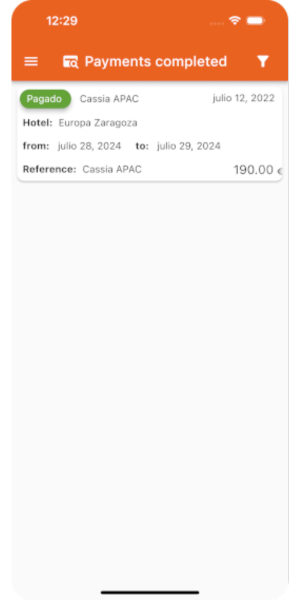 12:29
Payments completed
Pagado Cassia APAC julio 12, 2022
Hotel: Europa Zaragoza
from: julio 28, 2024 to: julio 29, 2024
Reference: Cassia APAC 190.00 €